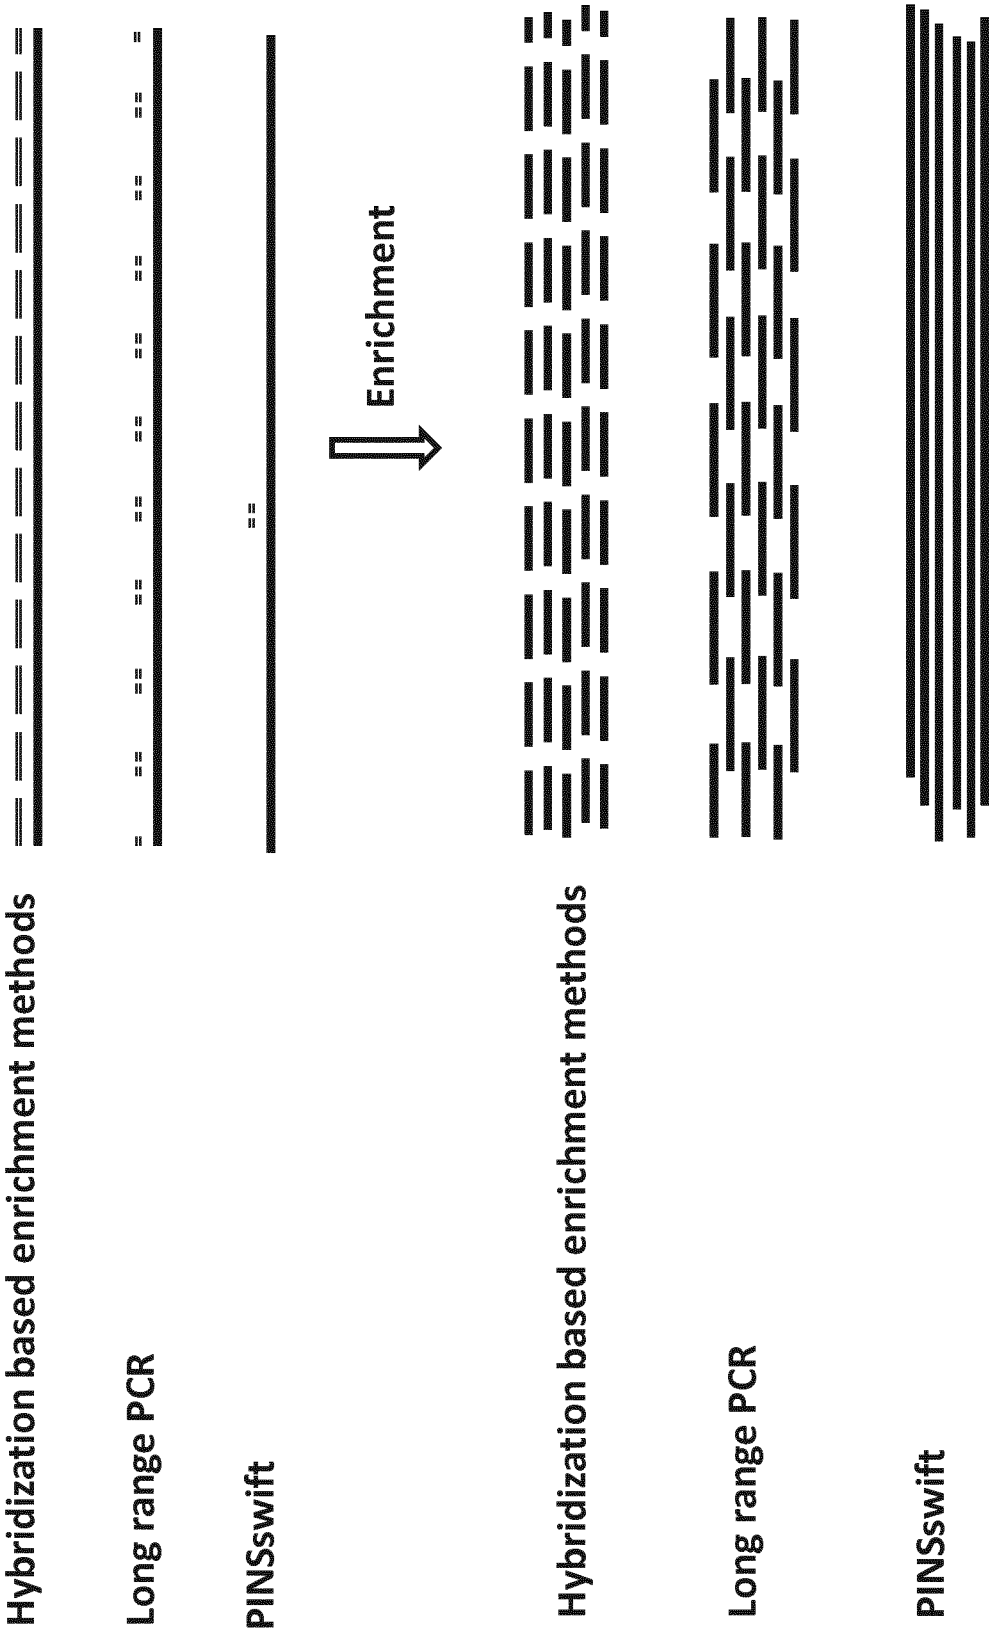 Hybridization based enrichment methods
Long range PCR
PINSswift
Enrichment
Hybridization based enrichment methods
Long range PCR
PINSswift